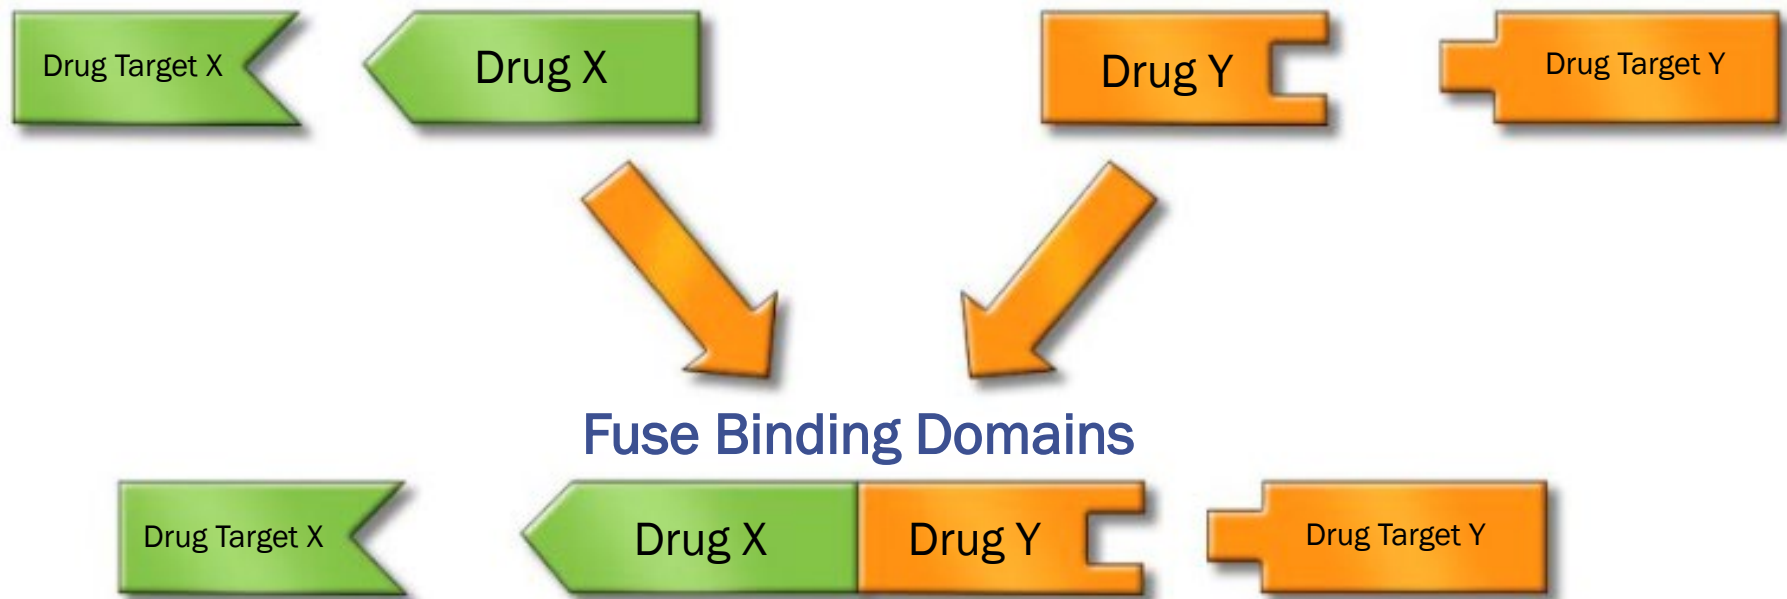 Drug Target X
Drug X
Drug Y
Drug Target Y
Fuse Binding Domains
Drug Target X
Drug X
Drug Y
Drug Target Y